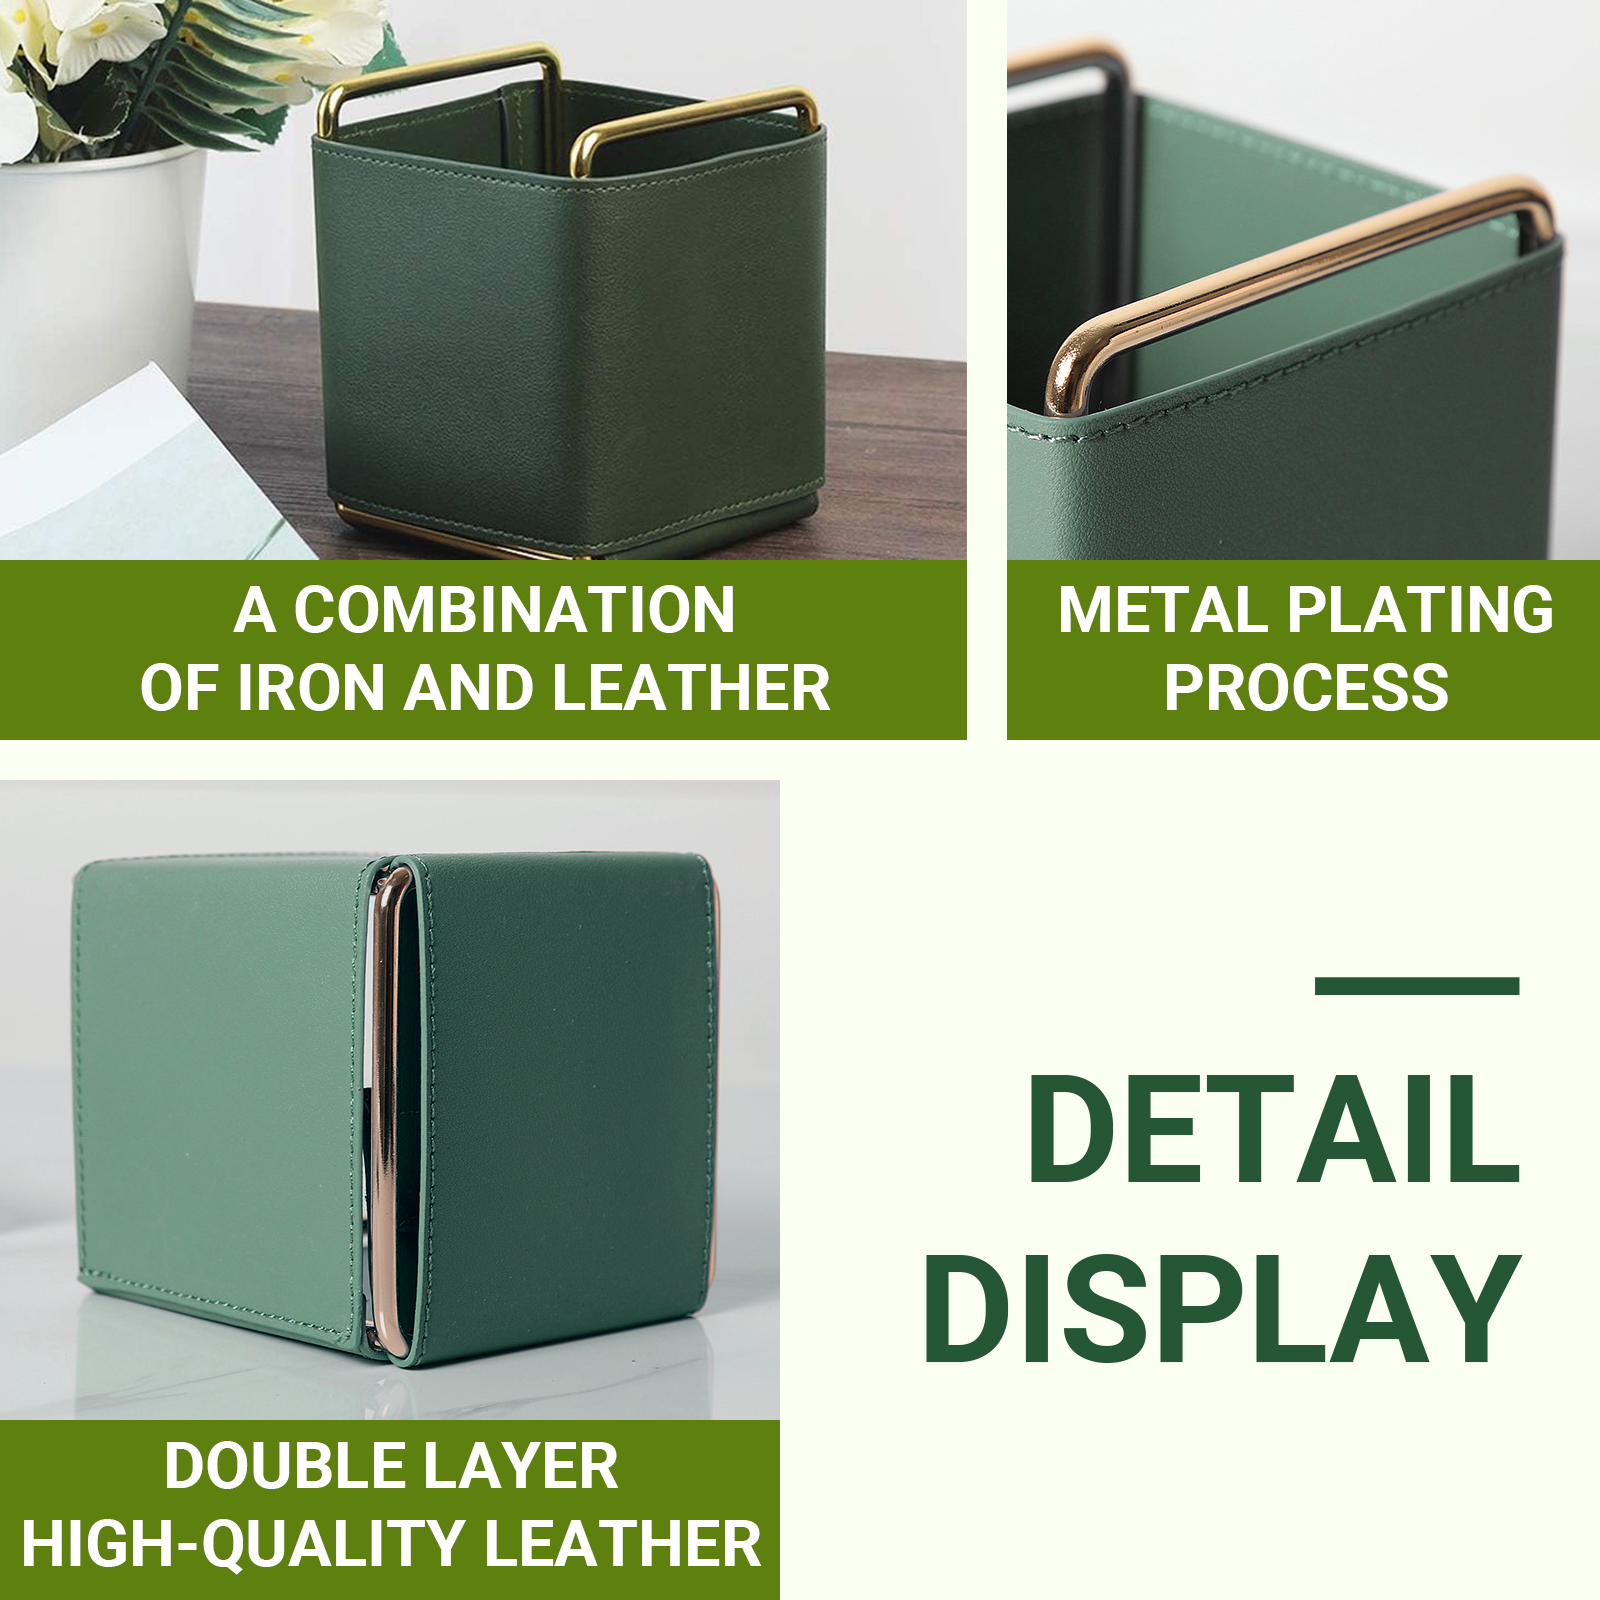 A COMBINATION
OF IRON AND LEATHER
METAL PLATING
PROCESS
DOUBLE LAYER
HIGH-QUALITY LEATHER
DETAIL
DISPLAY